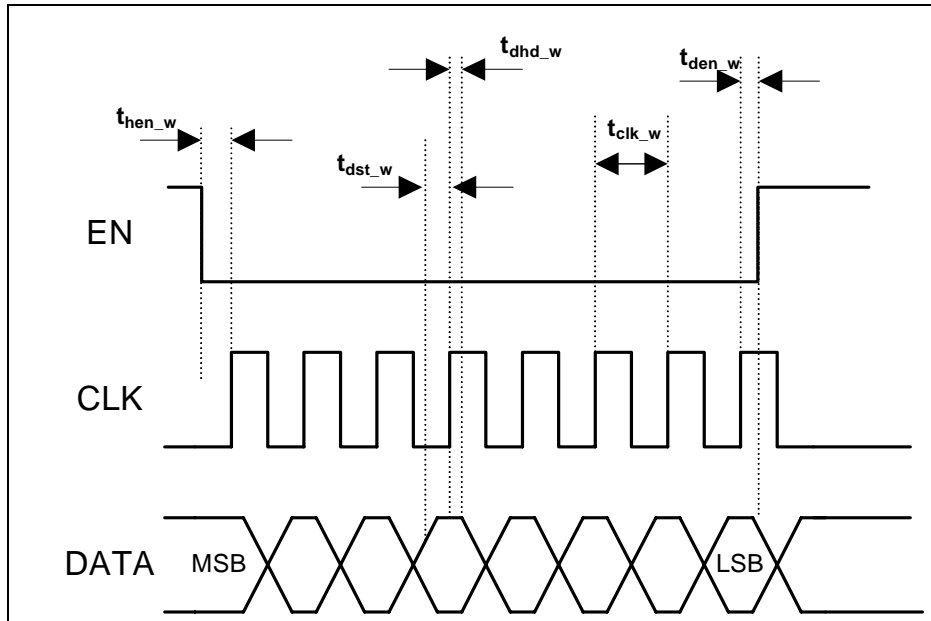 t_dhd_w
t_den_w
t_hen_w
t_clk_w
t_dst_w
EN
CLK
DATA
MSB
LSB